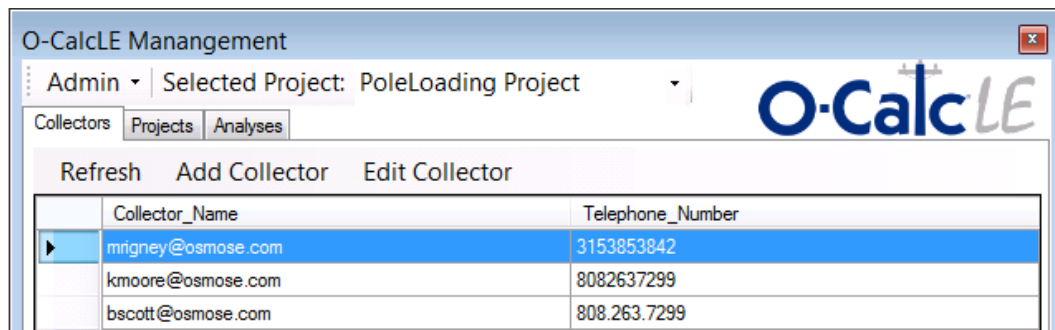 O-CalcLE Manangement
Admin Selected Project: PoleLoading Project
O-Calc LE
Collectors Projects Analyses
Refresh Add Collector Edit Collector
Collector_Name Telephone_Number
mrigney@osmose.com 3153853842
kmoore@osmose.com 8082637299
bscott@osmose.com 808.263.7299